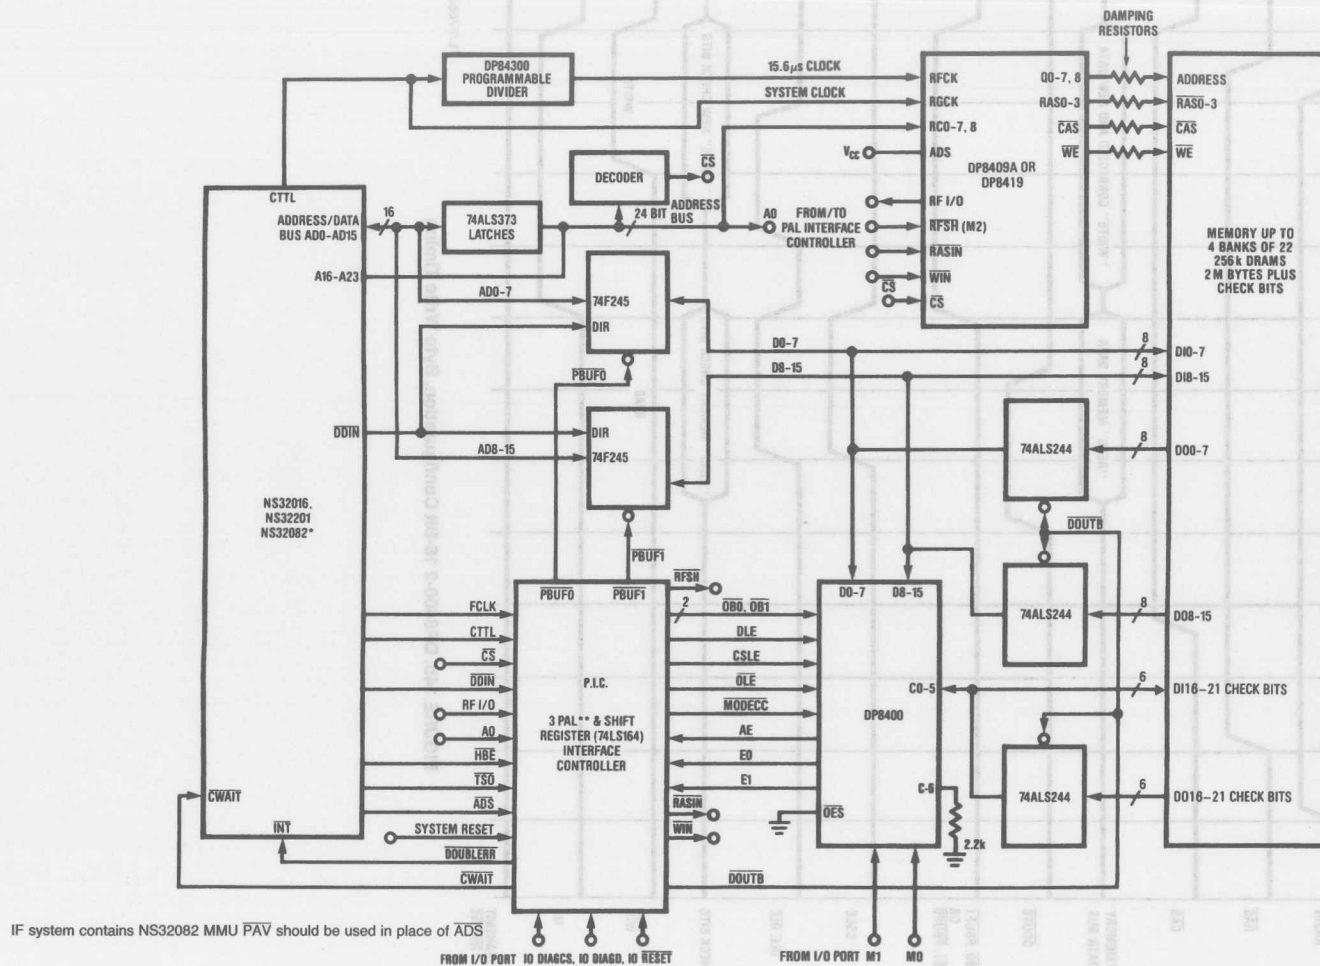 DAMPING
RESISTORS
DP84300
PROGRAMMABLE
DIVIDER
15.6μs CLOCK
SYSTEM CLOCK
RFCK
RGCK
RC0-7, 8
ADS
VCC
Q0-7, 8
RAS0-3
CAS
WE
DP8409A OR
DP8419
RF I/O
RFSH (M2)
RASIN
WIN
CS
CS
ADDRESS
RAS0-3
CAS
WE
DECODER
CS
24 BIT
ADDRESS
BUS
A0
FROM/TO
PAL INTERFACE
CONTROLLER
CTTL
ADDRESS/DATA
BUS AD0-AD15
16
74ALS373
LATCHES
A16-A23
AD0-7
74F245
DIR
PBUF0
D0-7
D8-15
DDIN
AD8-15
DIR
74F245
PBUF1
MEMORY UP TO
4 BANKS OF 22
256k DRAMS
2M BYTES PLUS
CHECK BITS
8
DI0-7
8
DI8-15
74ALS244
8
DO0-7
DOUTB
74ALS244
8
DO8-15
NS32016,
NS32201
NS32082*
PBUF0
PBUF1
RFSH
2
OB0, OB1
DLE
CSLE
OLE
MODECC
AE
E0
E1
RASIN
WIN
DOUTB
FCLK
CTTL
CS
DDIN
RF I/O
A0
HBE
TSO
ADS
SYSTEM RESET
DOUBLERR
CWAIT
CWAIT
INT
P.I.C.
3 PAL** & SHIFT
REGISTER (74LS164)
INTERFACE
CONTROLLER
D0-7
D8-15
C0-5
DP8400
C-6
OES
2.2k
6
DI16-21 CHECK BITS
74ALS244
6
DO16-21 CHECK BITS
IF system contains NS32082 MMU PAV should be used in place of ADS
FROM I/O PORT IO DIAGCS, IO DIAGD, IO RESET
FROM I/O PORT M1 M0